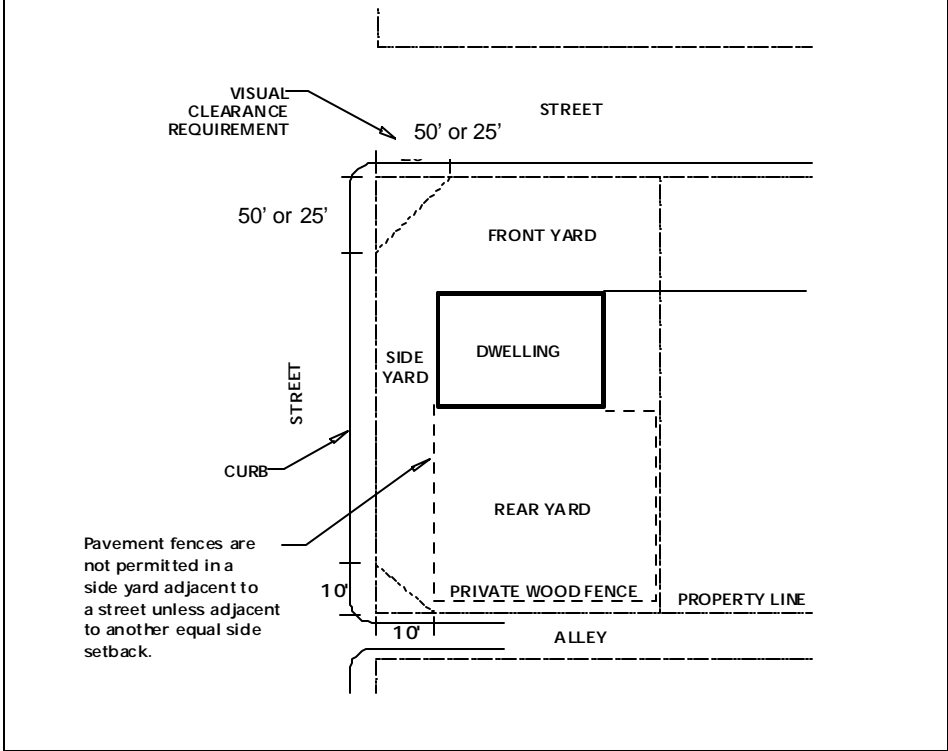 VISUAL
CLEARANCE
REQUIREMENT
50' or 25'
STREET
50' or 25'
FRONT YARD
DWELLING
SIDE
YARD
STREET
CURB
REAR YARD
Pavement fences are
not permitted in a
side yard adjacent to
a street unless adjacent
to another equal side
setback.
10'
PRIVATE WOOD FENCE
PROPERTY LINE
10'
ALLEY